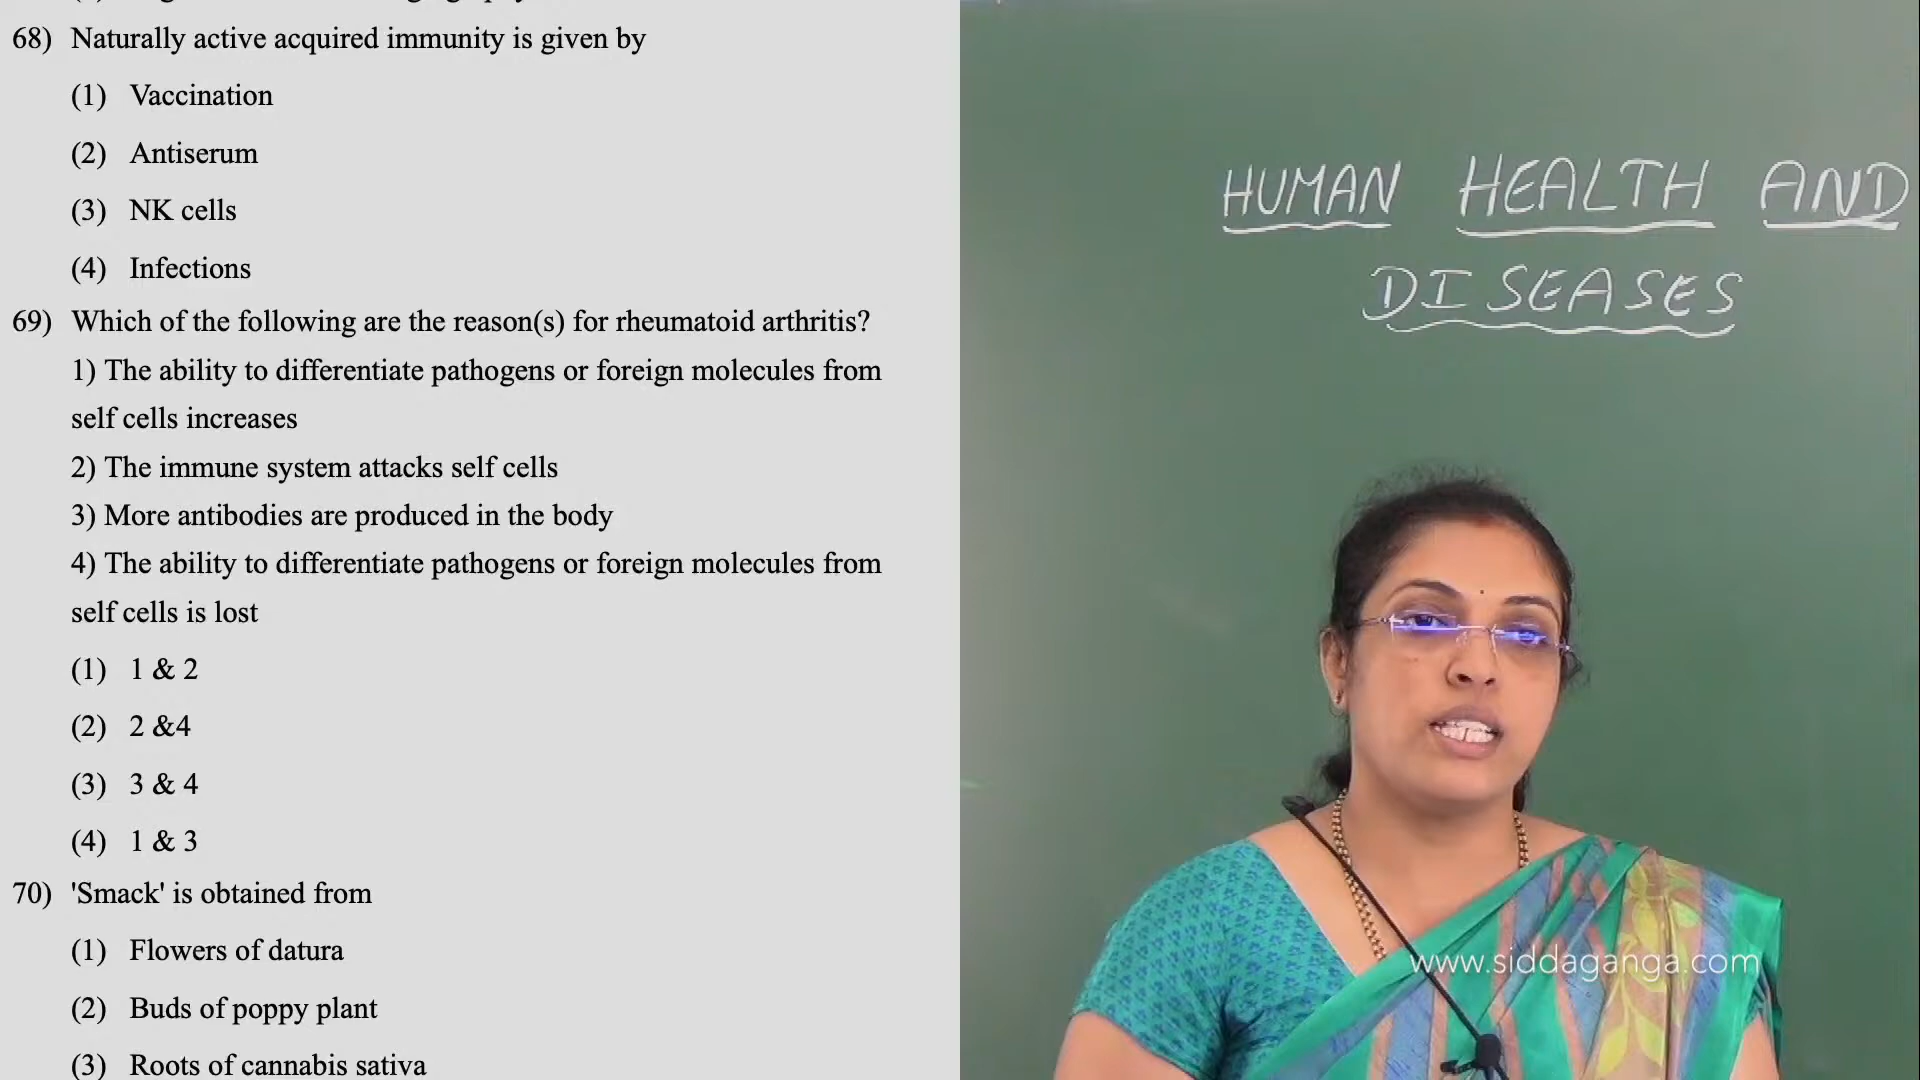 68) Naturally active acquired immunity is given by
(1) Vaccination
(2) Antiserum
(3) NK cells
(4) Infections
69) Which of the following are the reason(s) for rheumatoid arthritis?
1) The ability to differentiate pathogens or foreign molecules from
self cells increases
2) The immune system attacks self cells
3) More antibodies are produced in the body
4) The ability to differentiate pathogens or foreign molecules from
self cells is lost
(1) 1 & 2
(2) 2 &4
(3) 3 & 4
(4) 1 & 3
70) 'Smack' is obtained from
(1) Flowers of datura
(2) Buds of poppy plant
(3) Roots of cannabis sativa
HUMAN HEALTH AND
DISEASES
www.siddaganga.com